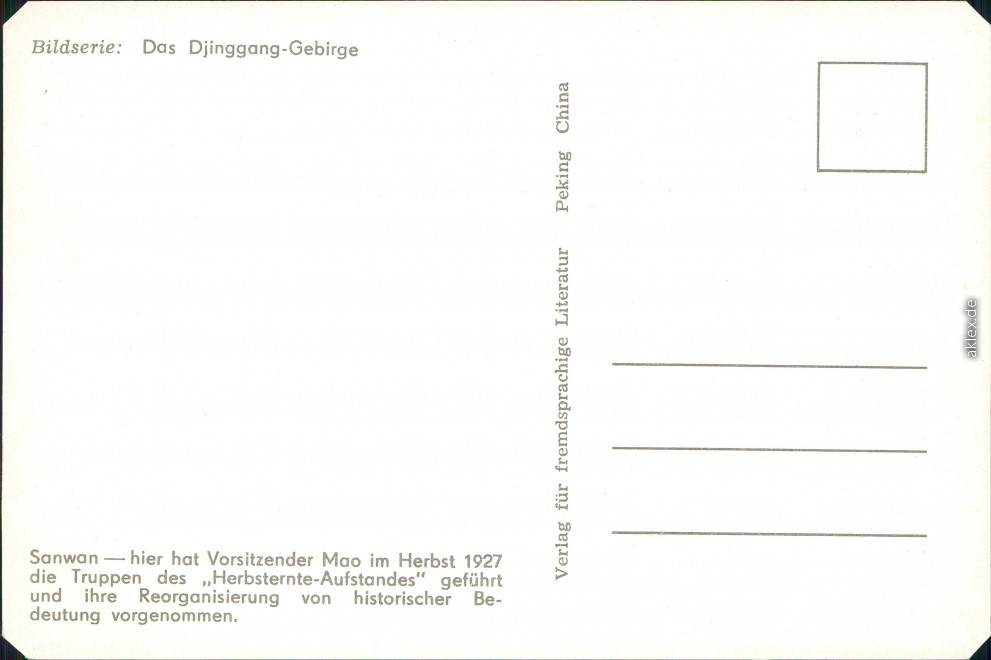 Bildserie: Das Djinggang-Gebirge
Sanwan — hier hat Vorsitzender Mao im Herbst 1927
die Truppen des „Herbsternte-Aufstandes" geführt
und ihre Reorganisierung von historischer Be-
deutung vorgenommen.
Verlag für fremdsprachige Literatur Peking China
aklex.de